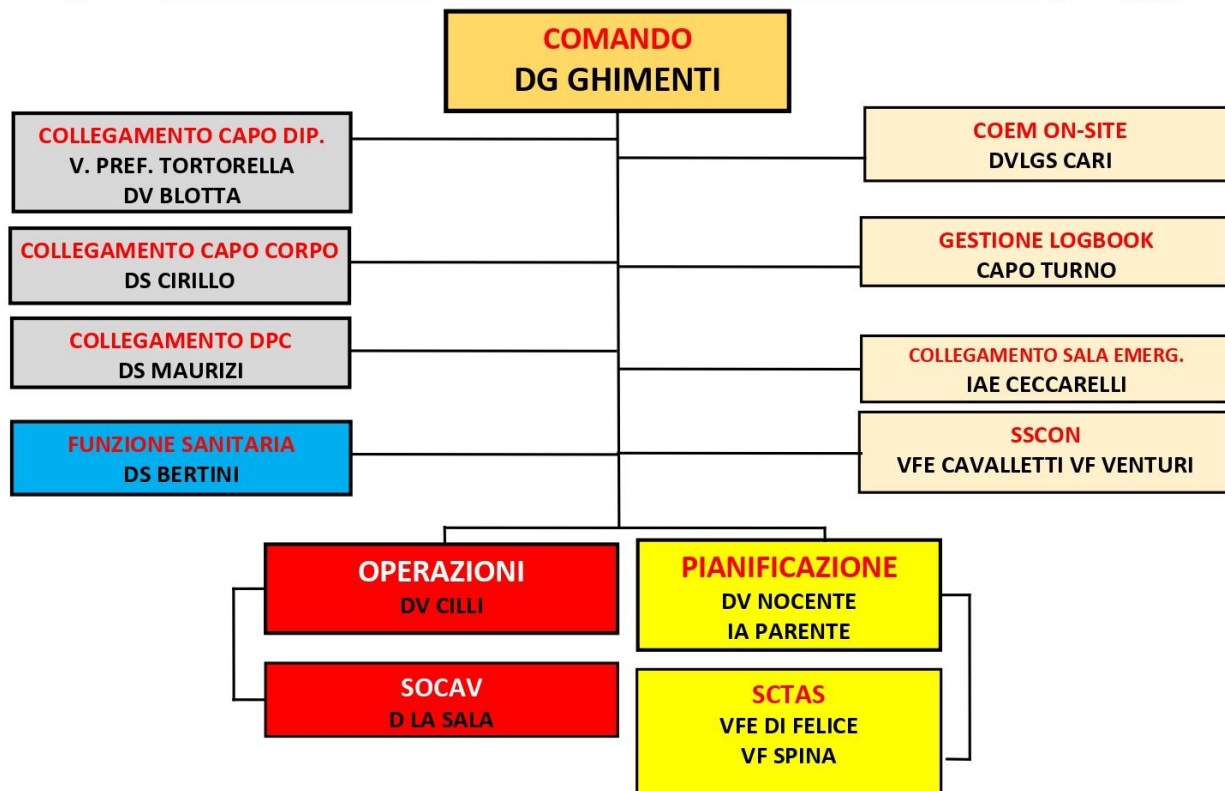 COMANDO
DG GHIMENTI
COLLEGAMENTO CAPO DIP.
V. PREF. TORTORELLA
DV BLOTTA
COEM ON-SITE
DVLGS CARI
COLLEGAMENTO CAPO CORPO
DS CIRILLO
GESTIONE LOGBOOK
CAPO TURNO
COLLEGAMENTO DPC
DS MAURIZI
COLLEGAMENTO SALA EMERG.
IAE CECCARELLI
FUNZIONE SANITARIA
DS BERTINI
SSCON
VFE CAVALLETTI VF VENTURI
OPERAZIONI
DV CILLI
PIANIFICAZIONE
DV NOCENTE
IA PARENTE
SOCAV
D LA SALA
SCTAS
VFE DI FELICE
VF SPINA